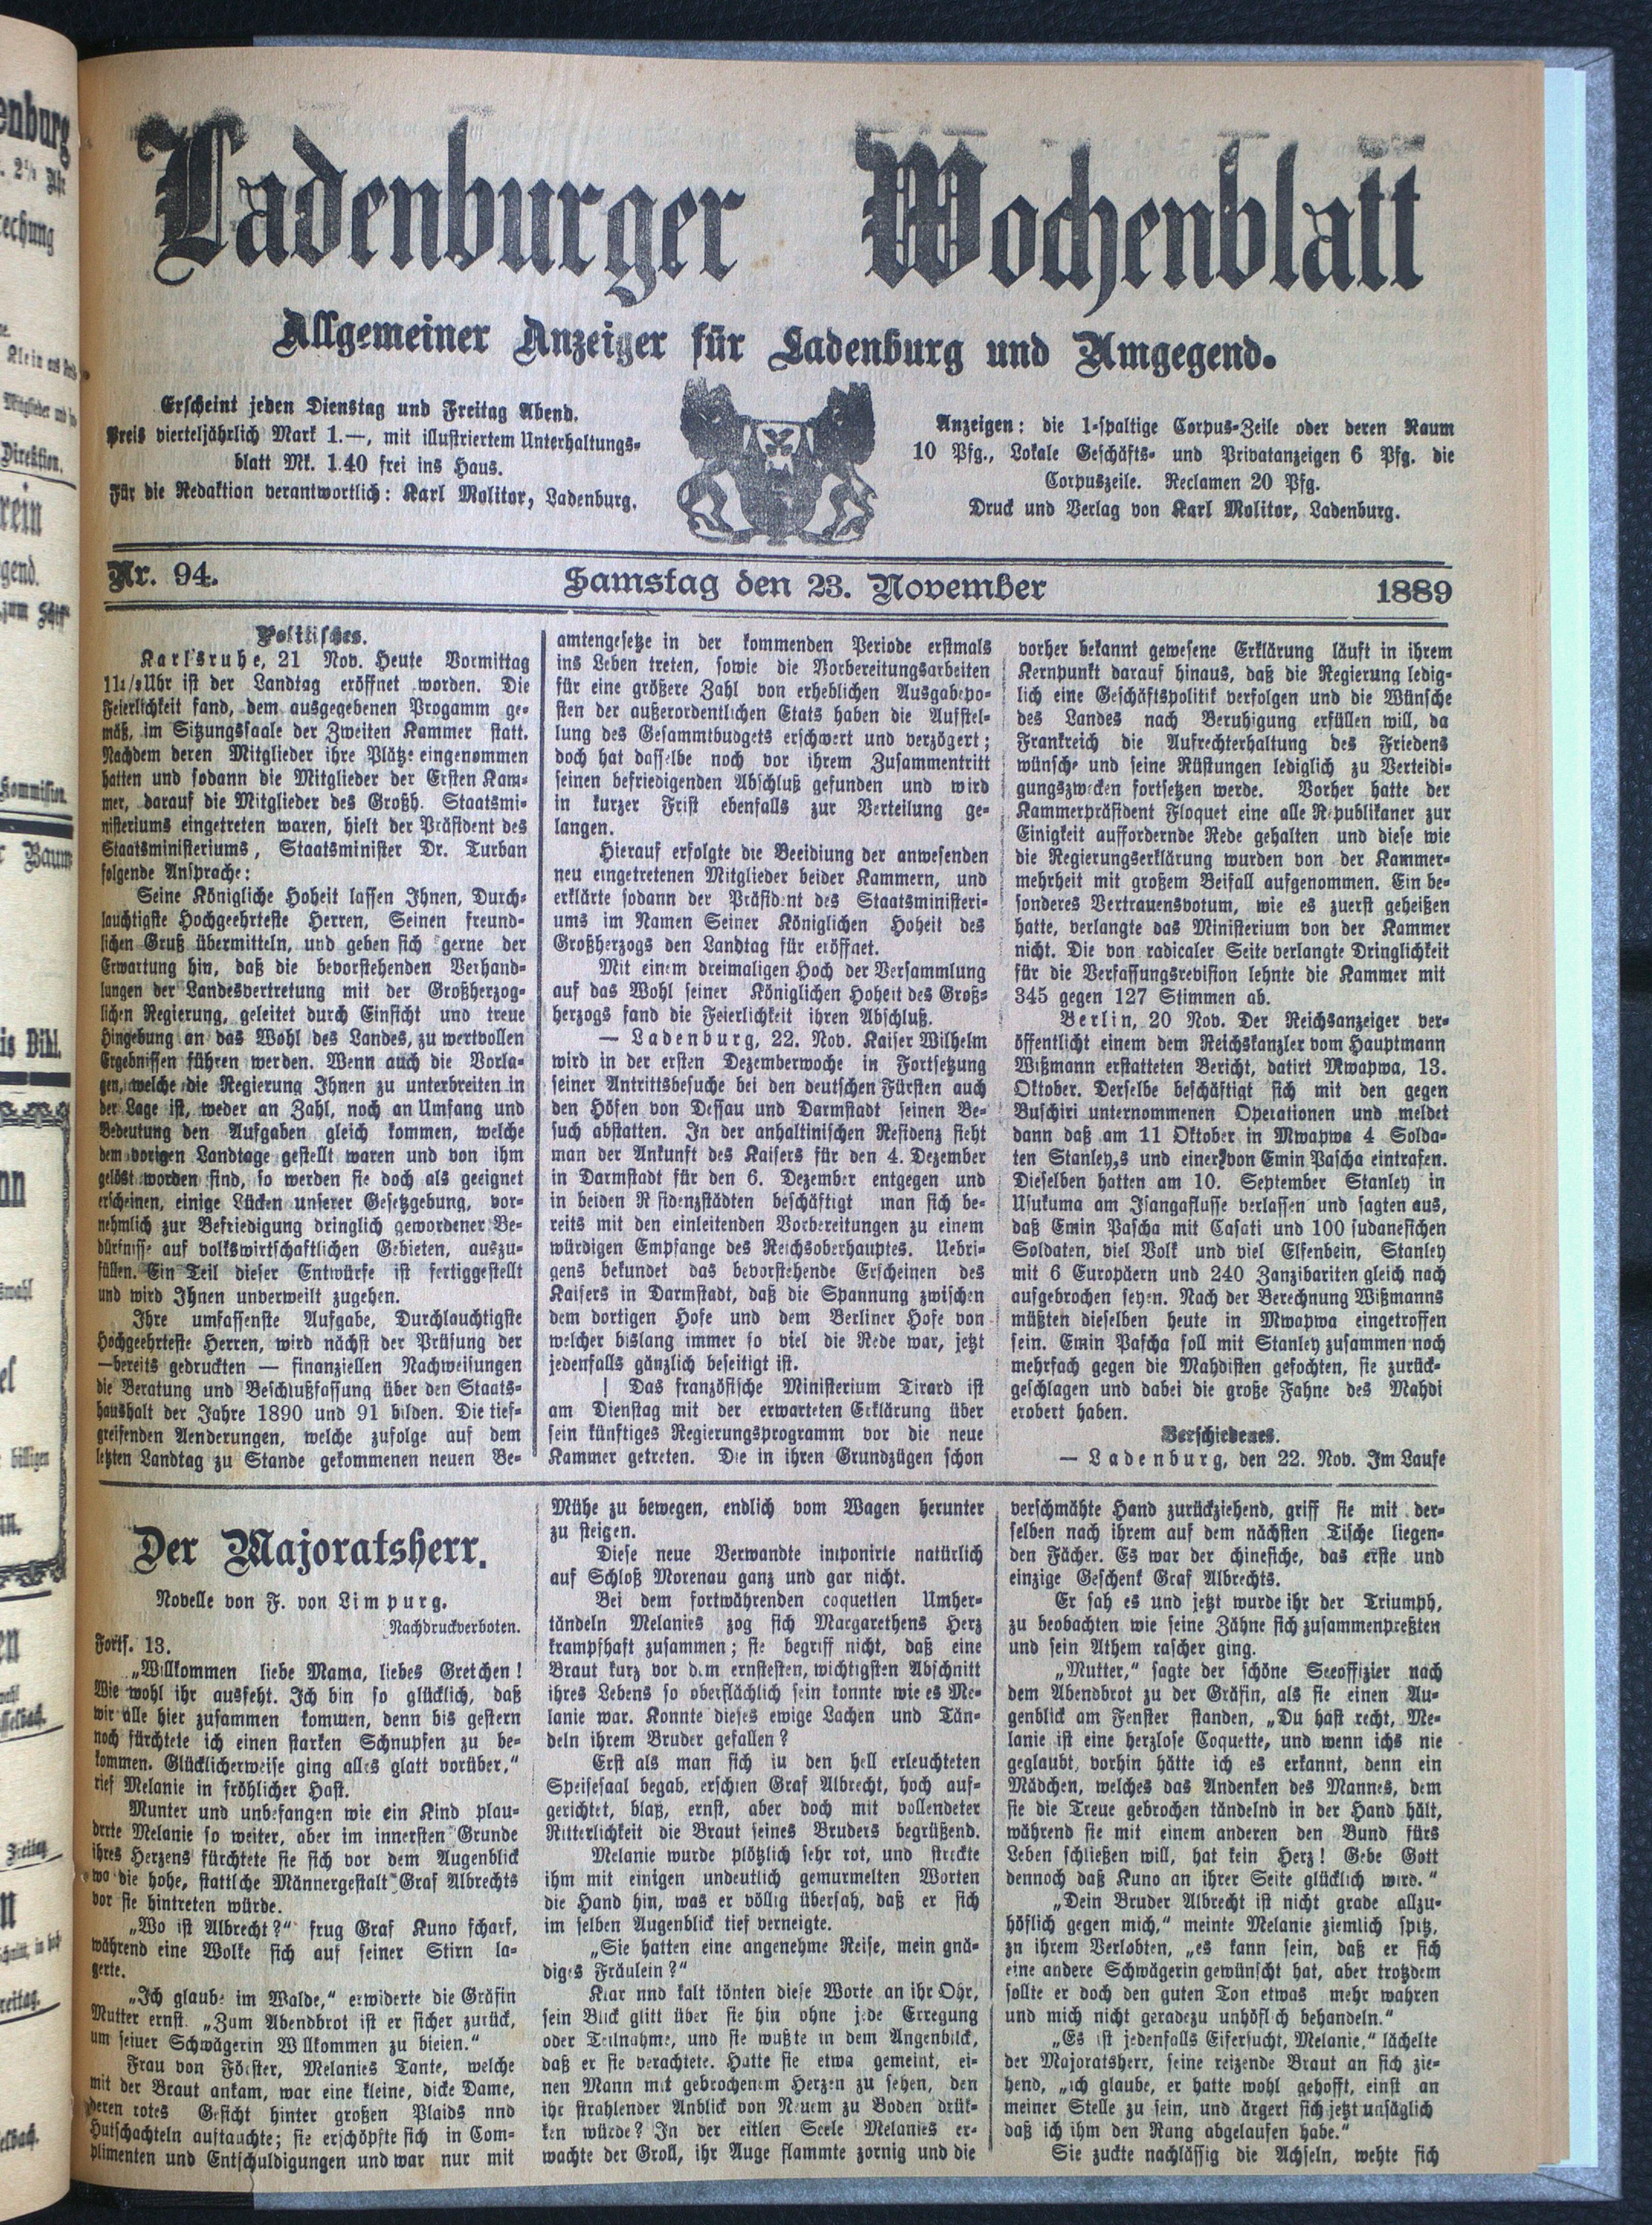 Ladenburger Wochenblatt
Allgemeiner Anzeiger für Ladenburg und Umgegend.
Erscheint jeden Dienstag und Freitag Abend.
Preis vierteljährlich Mark 1.—, mit illustriertem Unterhaltungs-
blatt Mk. 1.40 frei ins Haus.
Für die Redaktion verantwortlich: Karl Molitor, Ladenburg.
Anzeigen: die 1-spaltige Corpus-Zeile oder deren Raum
10 Pfg., Lokale Geschäfts- und Privatanzeigen 6 Pfg. die
Corpuszeile. Reclamen 20 Pfg.
Druck und Verlag von Karl Molitor, Ladenburg.
Nr. 94. Samstag den 23. November 1889
Politisches.
Karlsruhe, 21 Nov. Heute Vormittag
11½Uhr ist der Landtag eröffnet worden. Die
Feierlichkeit fand, dem ausgegebenen Progamm ge-
mäß, im Sitzungssaale der Zweiten Kammer statt.
Nachdem deren Mitglieder ihre Plätze eingenommen
hatten und sodann die Mitglieder der Ersten Kam-
mer, darauf die Mitglieder des Großh. Staatsmi-
nisteriums eingetreten waren, hielt der Präsident des
Staatsministeriums, Staatsminister Dr. Turban
folgende Ansprache:
Seine Königliche Hoheit lassen Ihnen, Durch-
lauchtigste Hochgeehrteste Herren, Seinen freund-
lichen Gruß übermitteln, und geben sich gerne der
Erwartung hin, daß die bevorstehenden Verhand-
lungen der Landesvertretung mit der Großherzog-
lichen Regierung, geleitet durch Einsicht und treue
Hingebung an das Wohl des Landes, zu wertvollen
Ergebnissen führen werden. Wenn auch die Vorla-
gen, welche die Regierung Ihnen zu unterbreiten in
der Lage ist, weder an Zahl, noch an Umfang und
Bedeutung den Aufgaben gleich kommen, welche
dem vorigen Landtage gestellt waren und von ihm
gelöst worden sind, so werden sie doch als geeignet
erscheinen, einige Lücken unserer Gesetzgebung, vor-
nehmlich zur Befriedigung dringlich gewordener Be-
dürfnisse auf volkswirtschaftlichen Gebieten, auszu-
füllen. Ein Teil dieser Entwürfe ist fertiggestellt
und wird Ihnen unverweilt zugehen.
Ihre umfassenste Aufgabe, Durchlauchtigste
Hochgeehrteste Herren, wird nächst der Prüfung der
—bereits gedruckten — finanziellen Nachweisungen
die Beratung und Beschlußfassung über den Staats-
haushalt der Jahre 1890 und 91 bilden. Die tief-
greifenden Aenderungen, welche zufolge auf dem
letzten Landtag zu Stande gekommenen neuen Be-
amtengesetze in der kommenden Periode erstmals
ins Leben treten, sowie die Vorbereitungsarbeiten
für eine größere Zahl von erheblichen Ausgabepo-
sten der außerordentlichen Etats haben die Aufstel-
lung des Gesammtbudgets erschwert und verzögert;
doch hat dasselbe noch vor ihrem Zusammentritt
seinen befriedigenden Abschluß gefunden und wird
in kurzer Frist ebenfalls zur Verteilung ge-
langen.
Hierauf erfolgte die Beeidiung der anwesenden
neu eingetretenen Mitglieder beider Kammern, und
erklärte sodann der Präsident des Staatsministeri-
ums im Namen Seiner Königlichen Hoheit des
Großherzogs den Landtag für eröffnet.
Mit einem dreimaligen Hoch der Versammlung
auf das Wohl seiner Königlichen Hoheit des Groß-
herzogs fand die Feierlichkeit ihren Abschluß.
— Ladenburg, 22. Nov. Kaiser Wilhelm
wird in der ersten Dezemberwoche in Fortsetzung
seiner Antrittsbesuche bei den deutschen Fürsten auch
den Höfen von Dessau und Darmstadt seinen Be-
such abstatten. In der anhaltinischen Residenz sieht
man der Ankunft des Kaisers für den 4. Dezember
in Darmstadt für den 6. Dezember entgegen und
in beiden R sidenzstädten beschäftigt man sich be-
reits mit den einleitenden Vorbereitungen zu einem
würdigen Empfange des Reichsoberhauptes. Uebri-
gens bekundet das bevorstehende Erscheinen des
Kaisers in Darmstadt, daß die Spannung zwischen
dem dortigen Hofe und dem Berliner Hofe von
welcher bislang immer so viel die Rede war, jetzt
jedenfalls gänzlich beseitigt ist.
! Das französische Ministerium Tirard ist
am Dienstag mit der erwarteten Erklärung über
sein künftiges Regierungsprogramm vor die neue
Kammer getreten. Die in ihren Grundzügen schon
vorher bekannt gewesene Erklärung läuft in ihrem
Kernpunkt darauf hinaus, daß die Regierung ledig-
lich eine Geschäftspolitik verfolgen und die Wünsche
des Landes nach Beruhigung erfüllen will, da
Frankreich die Aufrechterhaltung des Friedens
wünsche und seine Rüstungen lediglich zu Verteidi-
gungszwecken fortsetzen werde. Vorher hatte der
Kammerpräsident Floquet eine alle Republikaner zur
Einigkeit auffordernde Rede gehalten und diese wie
die Regierungserklärung wurden von der Kammer-
mehrheit mit großem Beifall aufgenommen. Ein be-
sonderes Vertrauensvotum, wie es zuerst geheißen
hatte, verlangte das Ministerium von der Kammer
nicht. Die von radicaler Seite verlangte Dringlichkeit
für die Verfassungsrevision lehnte die Kammer mit
345 gegen 127 Stimmen ab.
Berlin, 20 Nov. Der Reichsanzeiger ver-
öffentlicht einem dem Reichskanzler vom Hauptmann
Wißmann erstatteten Bericht, datirt Mwapwa, 13.
Oktober. Derselbe beschäftigt sich mit den gegen
Buschiri unternommenen Operationen und meldet
dann daß am 11 Oktober in Mwapwa 4 Solda-
ten Stanley,s und einer von Emin Pascha eintrafen.
Dieselben hatten am 10. September Stanley in
Usukuma am Isangaflusse verlassen und sagten aus,
daß Emin Pascha mit Casati und 100 sudanesischen
Soldaten, viel Volk und viel Elfenbein, Stanley
mit 6 Europäern und 240 Zanzibariten gleich nach
aufgebrochen seyen. Nach der Berechnung Wißmanns
müßten dieselben heute in Mwapwa eingetroffen
sein. Emin Pascha soll mit Stanley zusammen noch
mehrfach gegen die Mahdisten gefochten, sie zurück-
geschlagen und dabei die große Fahne des Mahdi
erobert haben.
Verschiedenes.
— Ladenburg, den 22. Nov. Im Laufe
Der Majoratsherr.
Novelle von F. von Limpurg.
Nachdruckverboten.
Forts. 13.
„Willkommen liebe Mama, liebes Gretchen!
Wie wohl ihr ausseht. Ich bin so glücklich, daß
wir alle hier zusammen kommen, denn bis gestern
noch fürchtete ich einen starken Schnupfen zu be-
kommen. Glücklicherweise ging alles glatt vorüber,“
rief Melanie in fröhlicher Hast.
Munter und unbefangen wie ein Kind plau-
drrte Melanie so weiter, aber im innersten Grunde
ihres Herzens fürchtete sie sich vor dem Augenblick
wo die hohe, stattlche Männergestalt Graf Albrechts
vor sie hintreten würde.
„Wo ist Albrecht?“ frug Graf Kuno scharf,
während eine Wolke sich auf seiner Stirn la-
gerte.
„Ich glaube im Walde,“ erwiderte die Gräfin
Mutter ernst. „Zum Abendbrot ist er sicher zurück,
um seiner Schwägerin W llkommen zu bieien.“
Frau von Förster, Melanies Tante, welche
mit der Braut ankam, war eine kleine, dicke Dame,
deren rotes Gesicht hinter großen Plaids nnd
Hutschachteln auftauchte; sie erschöpfte sich in Com-
plimenten und Entschuldigungen und war nur mit
Mühe zu bewegen, endlich vom Wagen herunter
zu steigen.
Diese neue Verwandte imponirte natürlich
auf Schloß Morenau ganz und gar nicht.
Bei dem fortwährenden coquetten Umher-
tändeln Melanies zog sich Margarethens Herz
krampfhaft zusammen; sie begriff nicht, daß eine
Braut kurz vor dem ernstesten, wichtigsten Abschnitt
ihres Lebens so oberflächlich sein konnte wie es Me-
lanie war. Konnte dieses ewige Lachen und Tän-
deln ihrem Bruder gefallen?
Erst als man sich iu den hell erleuchteten
Speisesaal begab, erschien Graf Albrecht, hoch auf-
gerichtet, blaß, ernst, aber doch mit vollendeter
Ritterlichkeit die Braut seines Bruders begrüßend.
Melanie wurde plötzlich sehr rot, und streckte
ihm mit einigen undeutlich gemurmelten Worten
die Hand hin, was er völlig übersah, daß er sich
im selben Augenblick tief verneigte.
„Sie hatten eine angenehme Reise, mein gnä-
diges Fräulein?“
Klar nnd kalt tönten diese Worte an ihr Ohr,
sein Blick glitt über sie hin ohne jede Erregung
oder Teilnahme, und sie wußte in dem Angenbilck,
daß er sie verachtete. Hatte sie etwa gemeint, ei-
nen Mann mit gebrochenem Herzen zu sehen, den
ihr strahlender Anblick von Neuem zu Boden drük-
ken würde? In der eitlen Seele Melanies er-
wachte der Groll, ihr Auge flammte zornig und die
verschmähte Hand zurückziehend, griff sie mit der-
selben nach ihrem auf dem nächsten Tische liegen-
den Fächer. Es war der chinesiche, das erste und
einzige Geschenk Graf Albrechts.
Er sah es und jetzt wurde ihr der Triumph,
zu beobachten wie seine Zähne sich zusammenpreßten
und sein Athem rascher ging.
„Mutter,“ sagte der schöne Seeoffizier nach
dem Abendbrot zu der Gräfin, als sie einen Au-
genblick am Fenster standen, „Du hast recht, Me-
lanie ist eine herzlose Coquette, und wenn ichs nie
geglaubt, vorhin hätte ich es erkannt, denn ein
Mädchen, welches das Andenken des Mannes, dem
sie die Treue gebrochen tändelnd in der Hand hält,
während sie mit einem anderen den Bund fürs
Leben schließen will, hat kein Herz! Gebe Gott
dennoch daß Kuno an ihrer Seite glücklich wird.“
„Dein Bruder Albrecht ist nicht grade allzu-
höflich gegen mich,“ meinte Melanie ziemlich spitz,
zn ihrem Verlobten, „es kann sein, daß er sich
eine andere Schwägerin gewünscht hat, aber trotzdem
sollte er doch den guten Ton etwas mehr wahren
und mich nicht geradezu unhöflich behandeln.“
„Es ist jedenfalls Eifersucht, Melanie,“ lächelte
der Majoratsherr, seine reizende Braut an sich zie-
hend, „ich glaube, er hatte wohl gehofft, einst an
meiner Stelle zu sein, und ärgert sich jetzt unsäglich
daß ich ihm den Rang abgelaufen habe.“
Sie zuckte nachlässig die Achseln, wehte sich